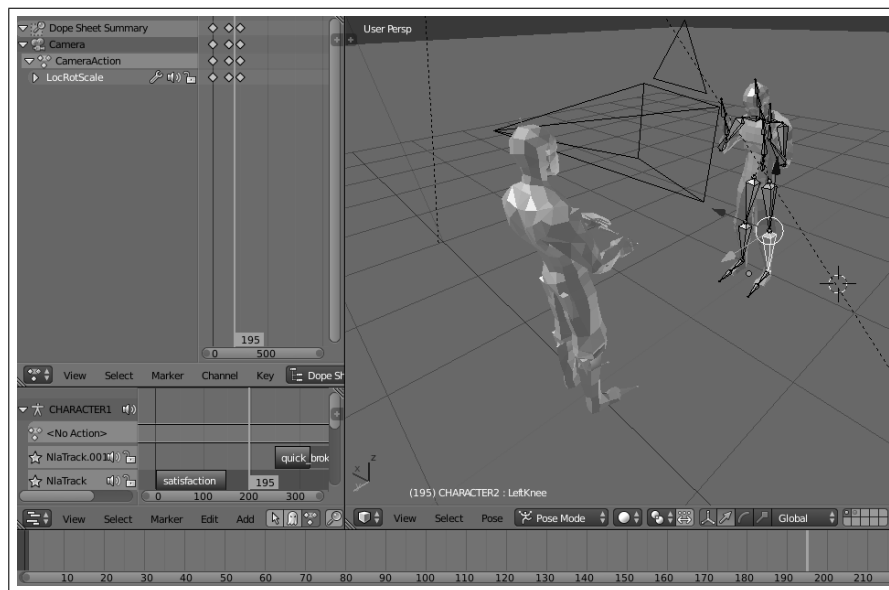 Dope Sheet Summary
Camera
CameraAction
LocRotScale
195
0 500
View Select Marker Channel Key Dope Sh
CHARACTER1
<No Action>
NlaTrack.001 quick_brok
NlaTrack satisfaction 195
0 100 200 300
View Select Marker Edit Add
User Persp
z
x
(195) CHARACTER2 : LeftKnee
View Select Pose Pose Mode Global
10 20 30 40 50 60 70 80 90 100 110 120 130 140 150 160 170 180 190 200 210